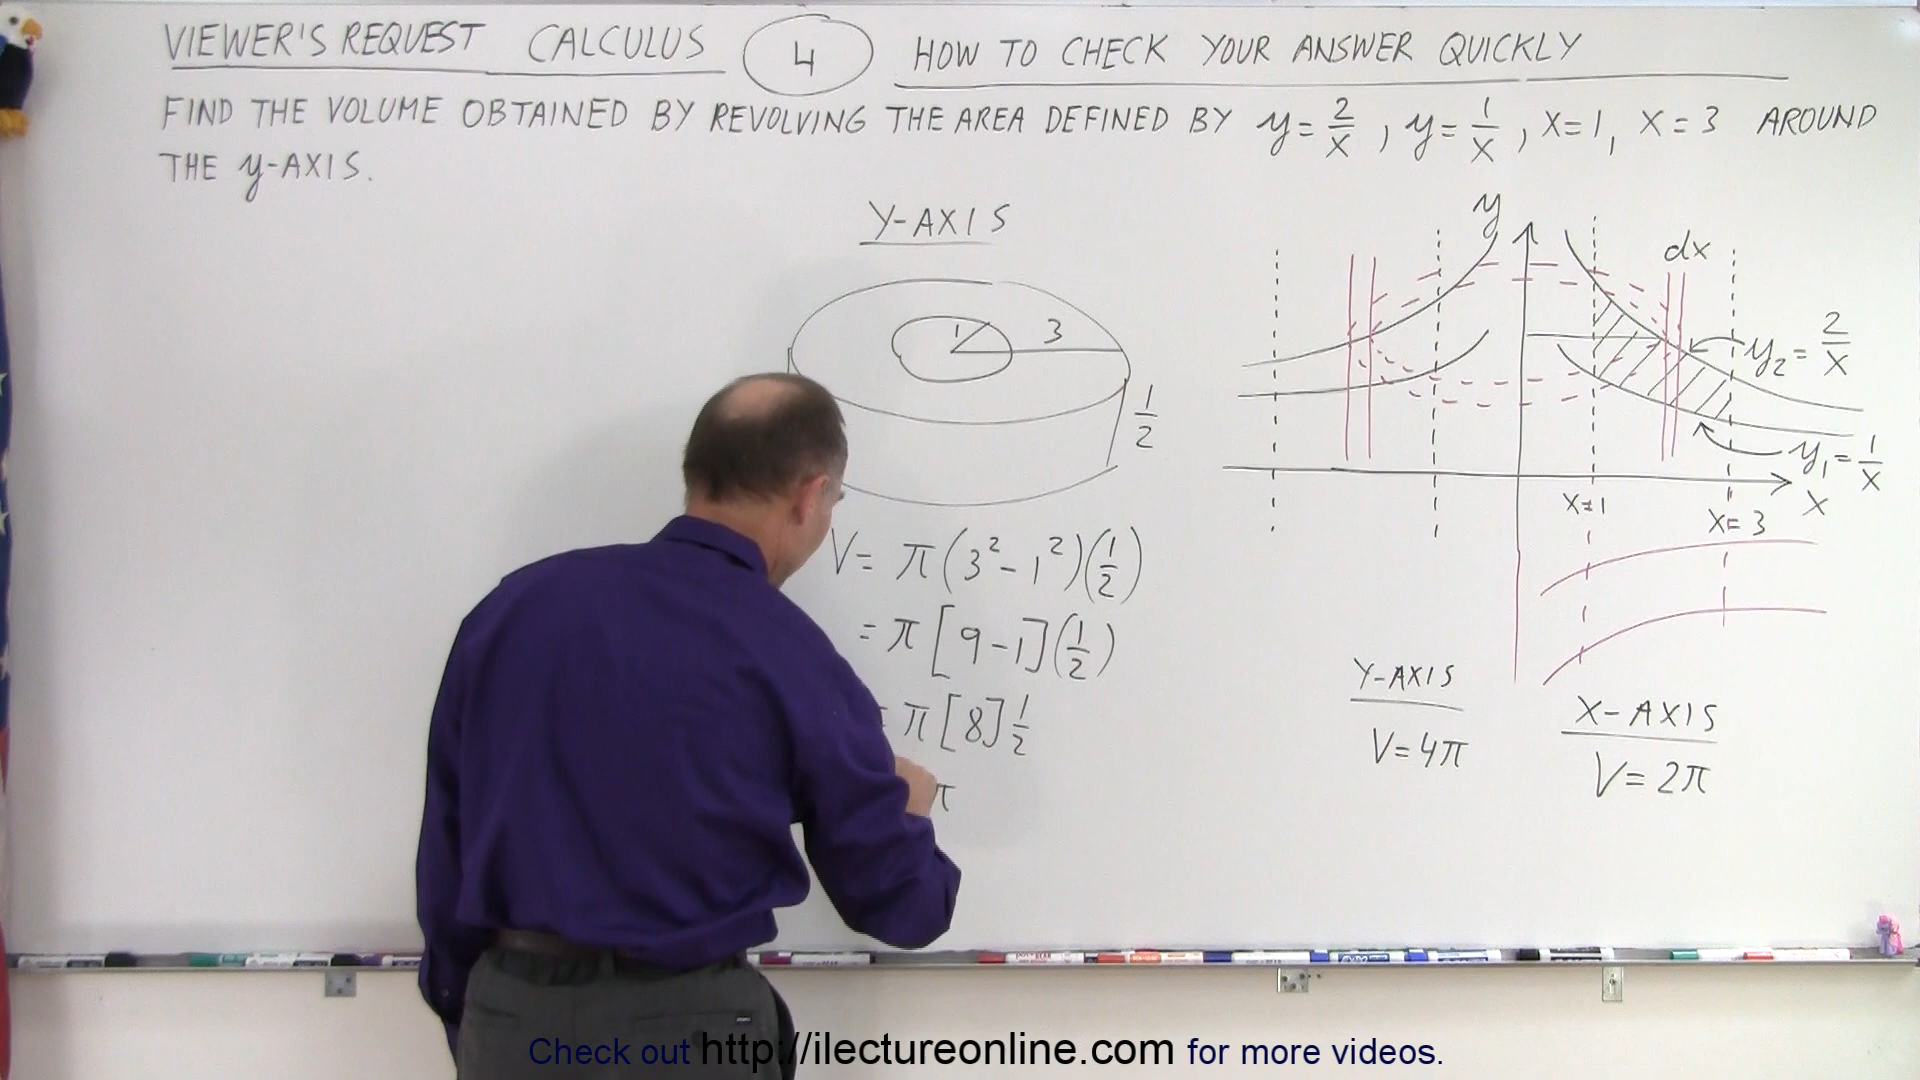 VIEWER'S REQUEST CALCULUS 4 HOW TO CHECK YOUR ANSWER QUICKLY
FIND THE VOLUME OBTAINED BY REVOLVING THE AREA DEFINED BY y = 2/x , y = 1/x , x = 1, x = 3 AROUND
THE y-AXIS.
Y-AXIS
1
3
1/2
V = π(3² - 1²)(1/2)
= π[9-1](1/2)
= π[8] 1/2
π
y
dx
y₂ = 2/x
y₁ = 1/x
x
x=1
x=3
Y-AXIS
V = 4π
X-AXIS
V = 2π
Check out http://ilectureonline.com for more videos.